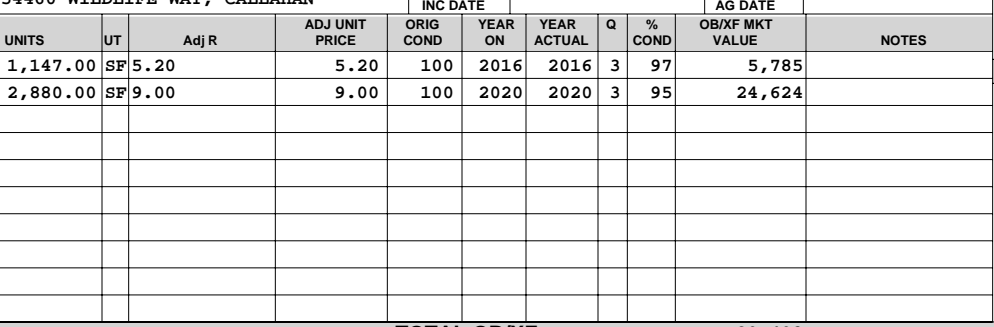 INC DATE AG DATE
UNITS UT Adj R ADJ UNIT PRICE ORIG COND YEAR ON YEAR ACTUAL Q % COND OB/XF MKT VALUE NOTES
1,147.00 SF 5.20 5.20 100 2016 2016 3 97 5,785
2,880.00 SF 9.00 9.00 100 2020 2020 3 95 24,624